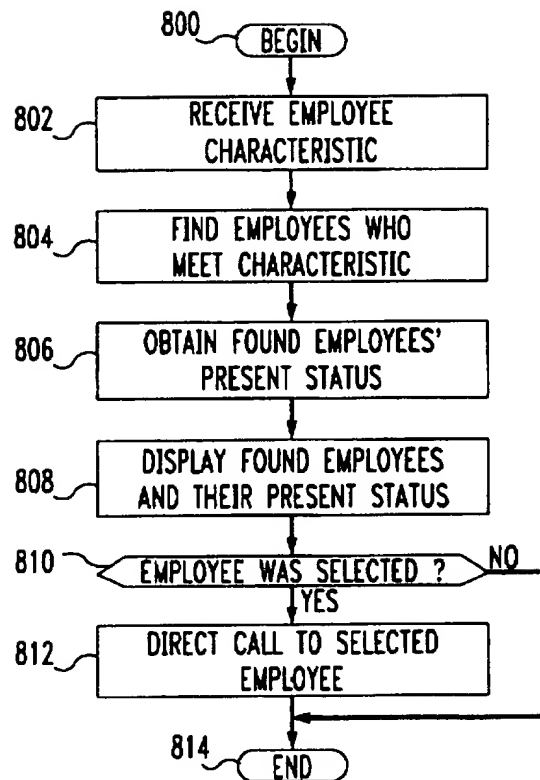 800
BEGIN
802
RECEIVE EMPLOYEE
CHARACTERISTIC
804
FIND EMPLOYEES WHO
MEET CHARACTERISTIC
806
OBTAIN FOUND EMPLOYEES'
PRESENT STATUS
808
DISPLAY FOUND EMPLOYEES
AND THEIR PRESENT STATUS
810
EMPLOYEE WAS SELECTED ?
NO
YES
812
DIRECT CALL TO SELECTED
EMPLOYEE
814
END